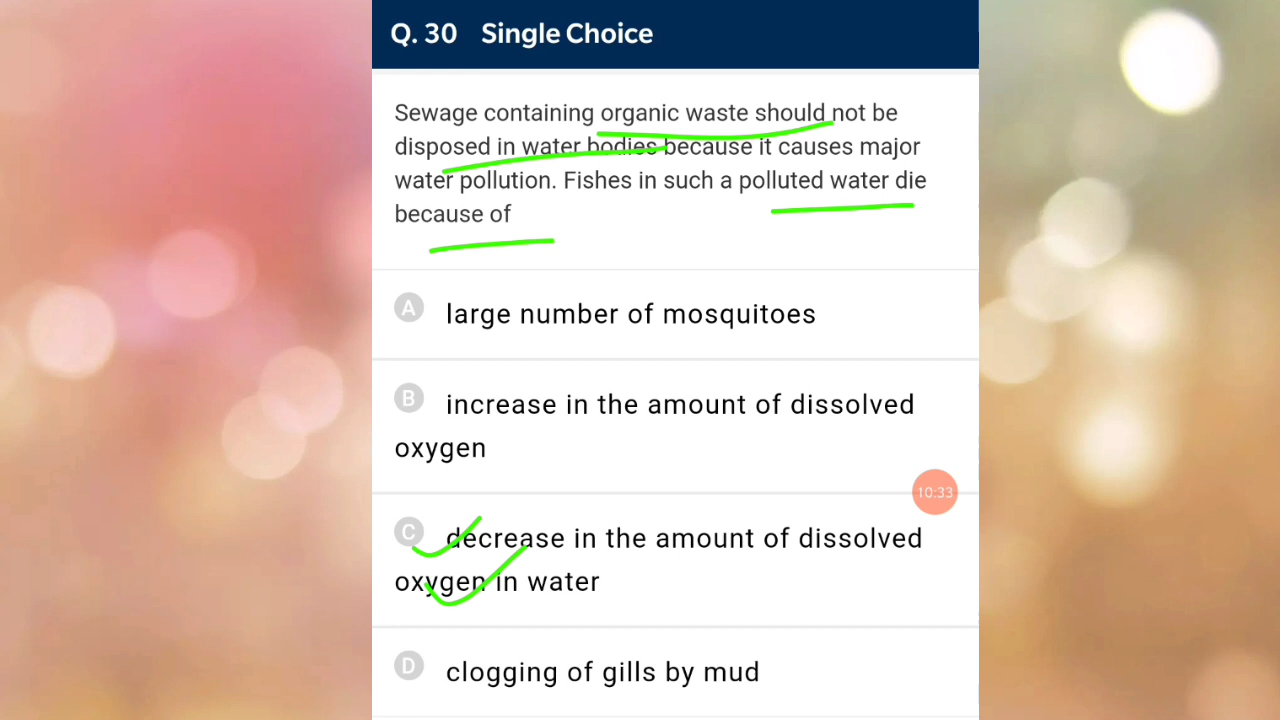 Q. 30 Single Choice
Sewage containing organic waste should not be
disposed in water bodies because it causes major
water pollution. Fishes in such a polluted water die
because of
A large number of mosquitoes
B increase in the amount of dissolved
oxygen
10:33
C decrease in the amount of dissolved
oxygen in water
D clogging of gills by mud